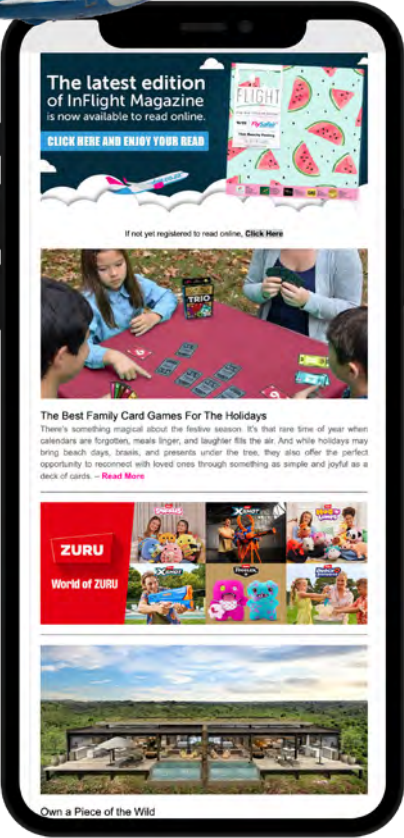 The latest edition
of InFlight Magazine
is now available to read online.
CLICK HERE AND ENJOY YOUR READ
FLIGHT
FlySafair
If not yet registered to read online, Click Here
TRIO
The Best Family Card Games For The Holidays
There's something magical about the festive season. It's that rare time of year when
calendars are forgotten, meals linger, and laughter fills the air. And while holidays may
bring beach days, braais, and presents under the tree, they also offer the perfect
opportunity to reconnect with loved ones through something as simple and joyful as a
deck of cards. – Read More
ZURU
World of ZURU
XSHOT
XSHOT
Own a Piece of the Wild